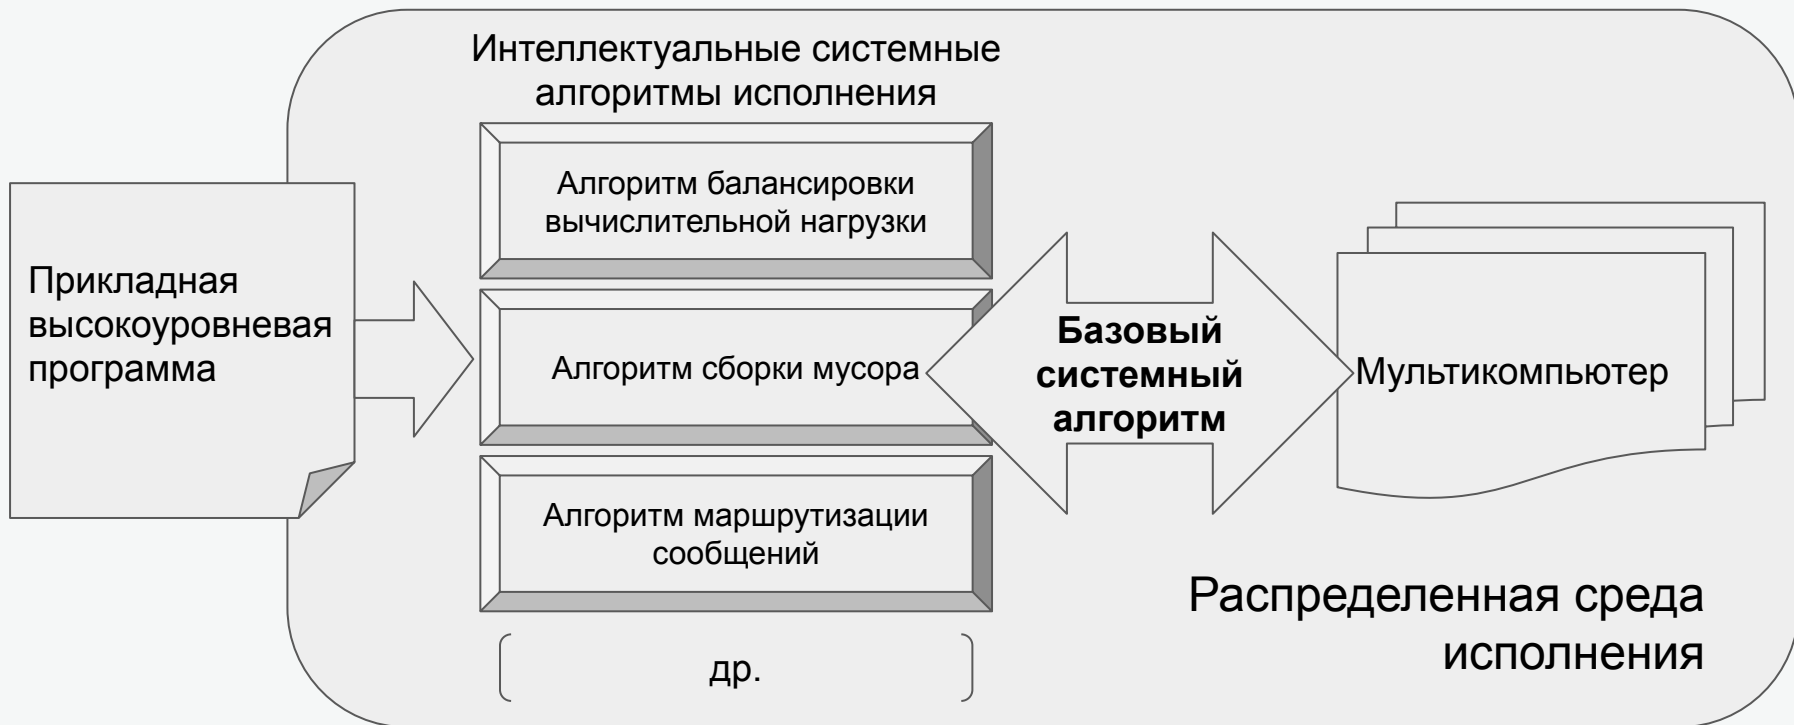 Интеллектуальные системные
алгоритмы исполнения
Прикладная
высокоуровневая
программа
Алгоритм балансировки
вычислительной нагрузки
Алгоритм сборки мусора
Алгоритм маршрутизации
сообщений
др.
Базовый
системный
алгоритм
Мультикомпьютер
Распределенная среда
исполнения